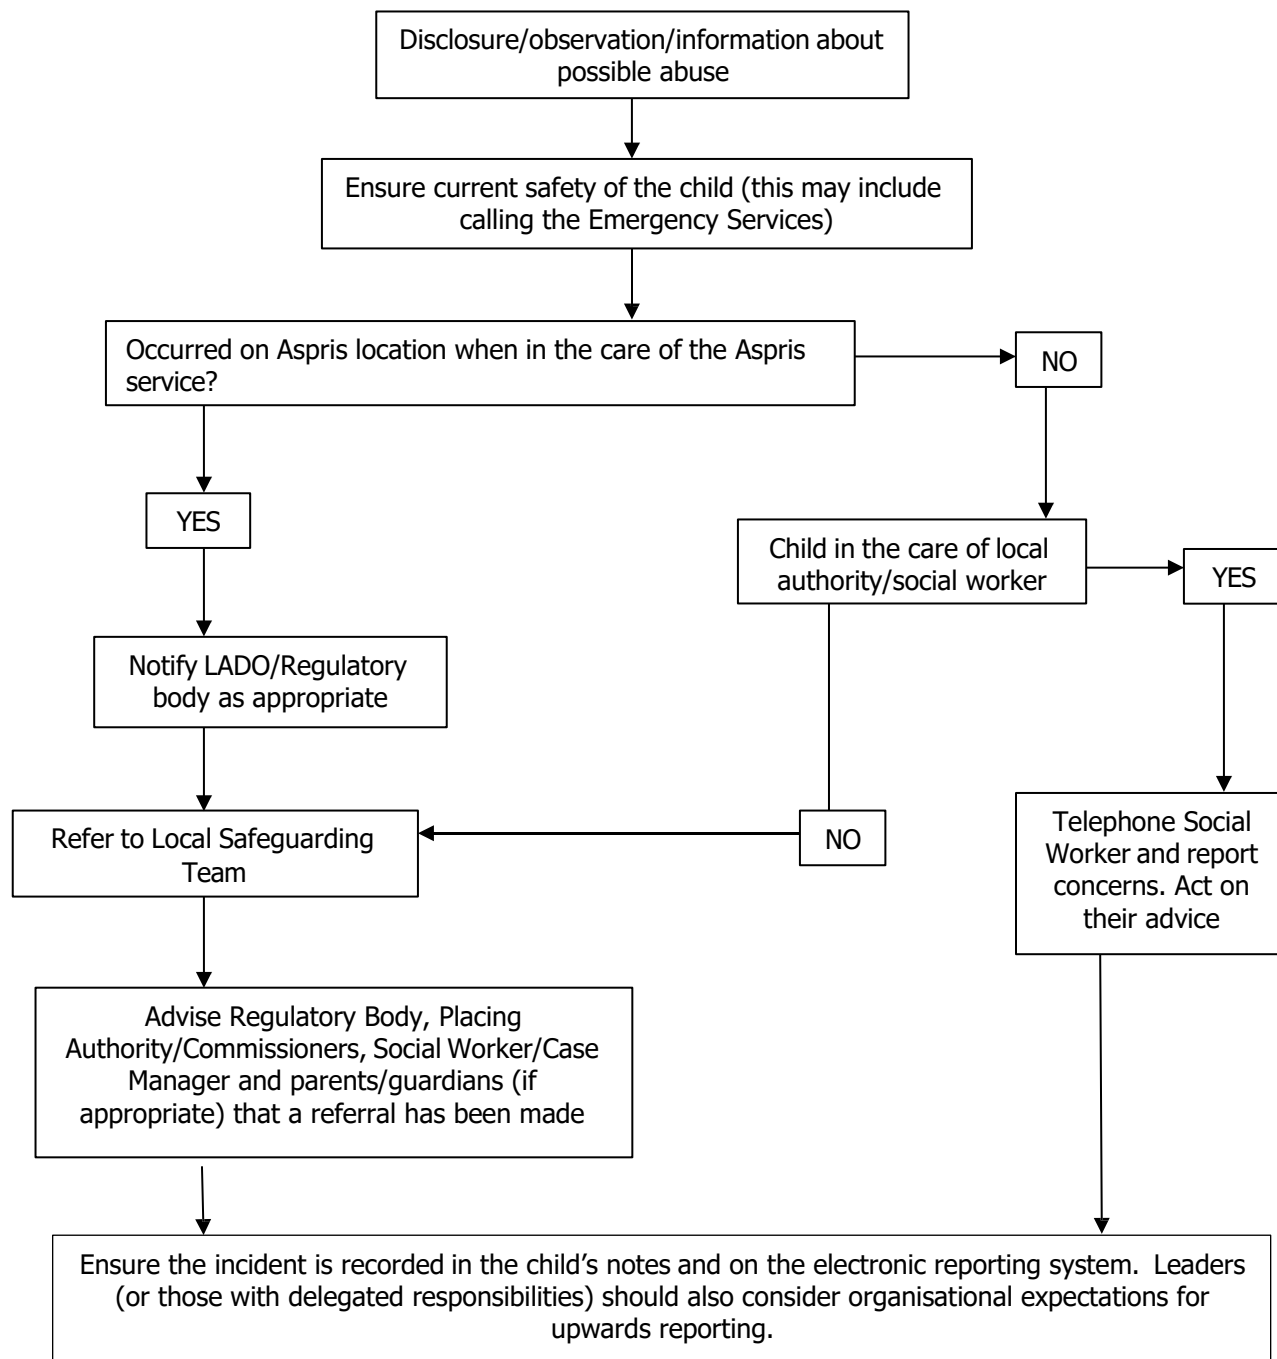 Disclosure/observation/information about
possible abuse
Ensure current safety of the child (this may include
calling the Emergency Services)
Occurred on Aspris location when in the care of the Aspris
service?
NO
YES
Child in the care of local
authority/social worker
YES
Notify LADO/Regulatory
body as appropriate
Refer to Local Safeguarding
Team
NO
Telephone Social
Worker and report
concerns. Act on
their advice
Advise Regulatory Body, Placing
Authority/Commissioners, Social Worker/Case
Manager and parents/guardians (if
appropriate) that a referral has been made
Ensure the incident is recorded in the child’s notes and on the electronic reporting system.  Leaders
(or those with delegated responsibilities) should also consider organisational expectations for
upwards reporting.